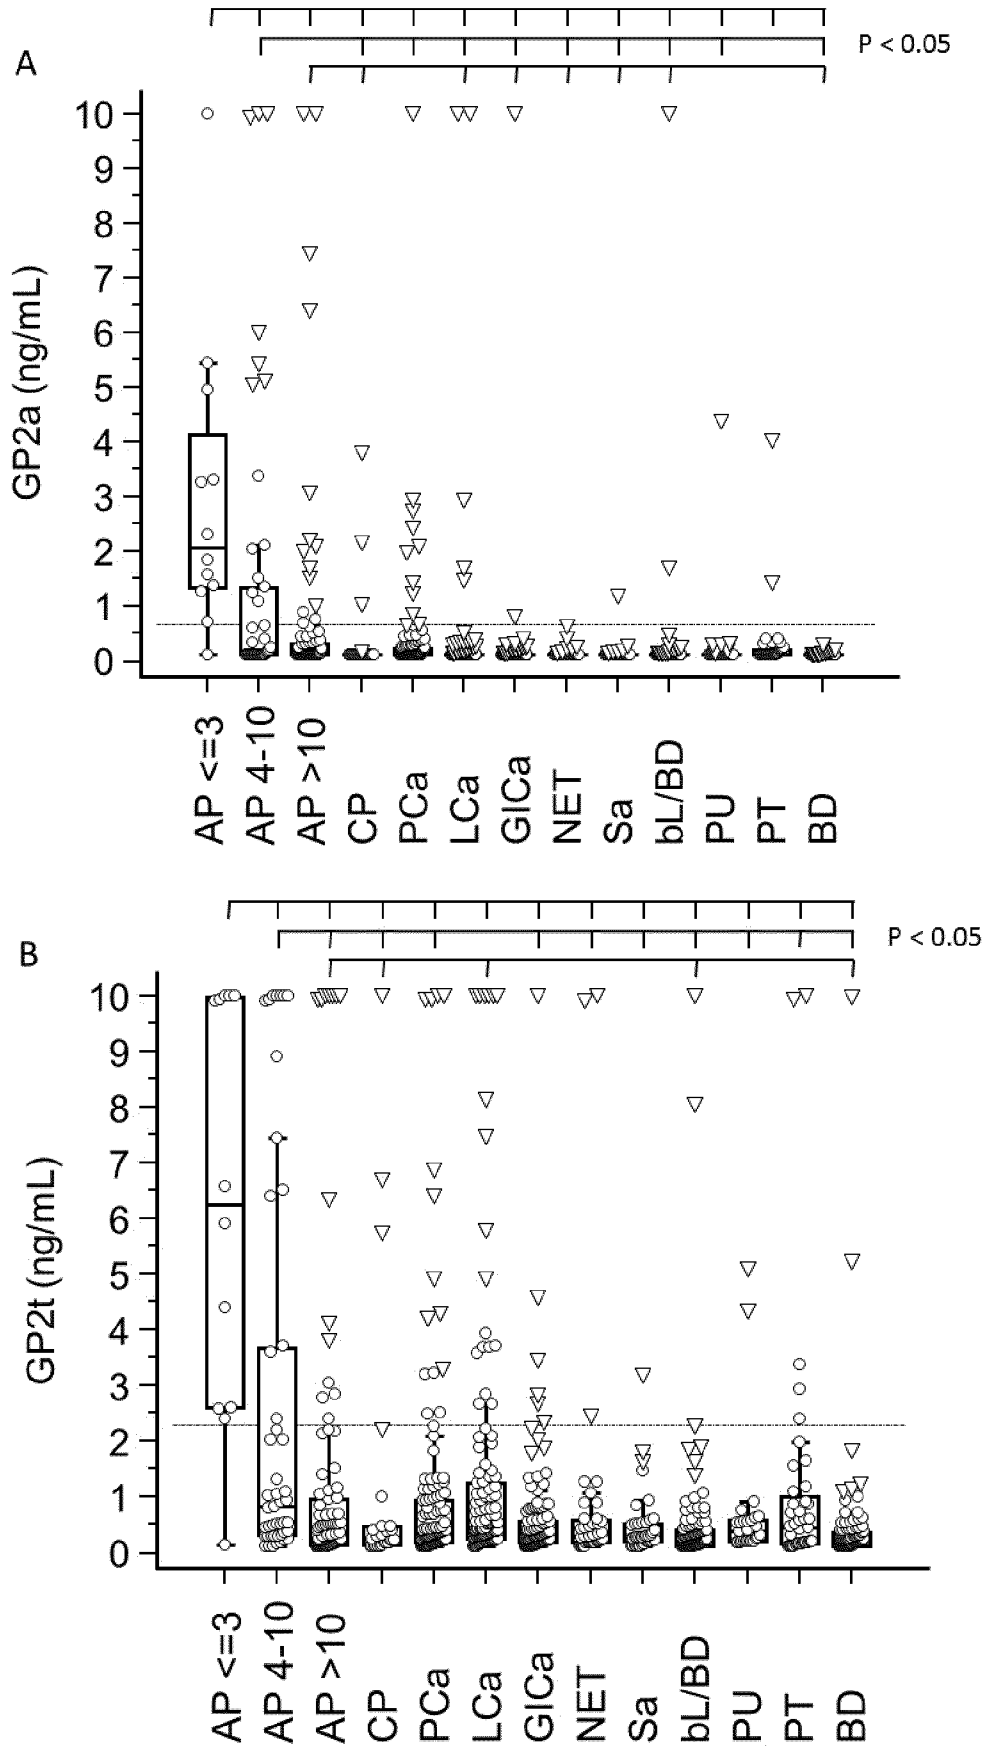 P < 0.05
A
10
9
8
7
6
5
4
3
2
1
0
GP2a (ng/mL)
AP <=3
AP 4-10
AP >10
CP
PCa
LCa
GICa
NET
Sa
bL/BD
PU
PT
BD
P < 0.05
B
10
9
8
7
6
5
4
3
2
1
0
GP2t (ng/mL)
AP <=3
AP 4-10
AP >10
CP
PCa
LCa
GICa
NET
Sa
bL/BD
PU
PT
BD